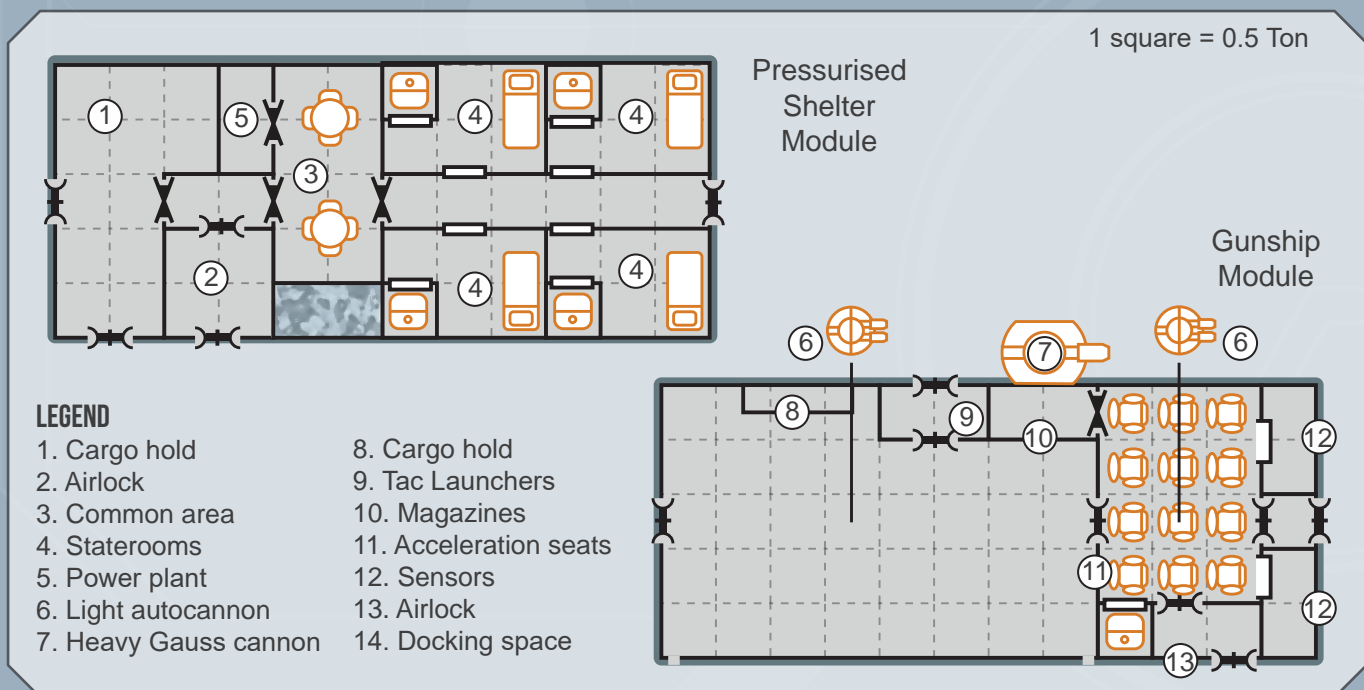 1 square = 0.5 Ton
Pressurised
Shelter
Module
1
5
4
4
3
2
4
4
Gunship
Module
6
7
6
8
9
10
12
11
12
13
LEGEND
1. Cargo hold
2. Airlock
3. Common area
4. Staterooms
5. Power plant
6. Light autocannon
7. Heavy Gauss cannon
8. Cargo hold
9. Tac Launchers
10. Magazines
11. Acceleration seats
12. Sensors
13. Airlock
14. Docking space